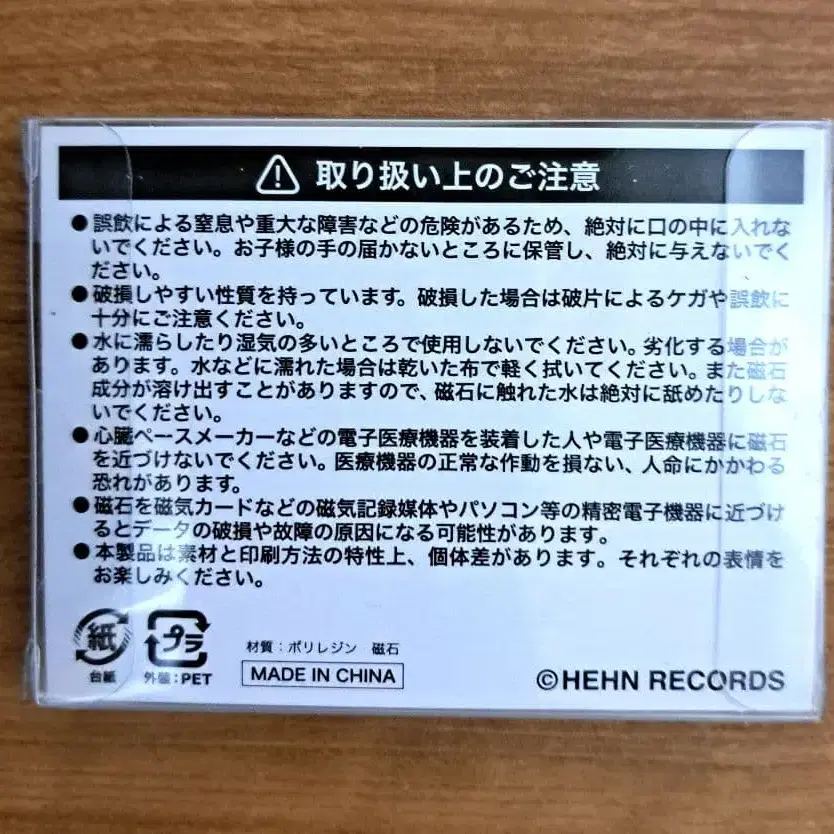 取り扱い上のご注意
●誤飲による窒息や重大な障害などの危険があるため、絶対に口の中に入れな
いでください。お子様の手の届かないところに保管し、絶対に与えないでく
ださい。
●破損しやすい性質を持っています。破損した場合は破片によるケガや誤飲に
十分にご注意ください。
●水に濡らしたり湿気の多いところで使用しないでください。劣化する場合が
あります。水などに濡れた場合は乾いた布で軽く拭いてください。また磁石
成分が溶け出すことがありますので、磁石に触れた水は絶対に舐めたりしな
いでください。
●心臓ペースメーカーなどの電子医療機器を装着した人や電子医療機器に磁石
を近づけないでください。医療機器の正常な作動を損ない、人命にかかわる
恐れがあります。
●磁石を磁気カードなどの磁気記録媒体やパソコン等の精密電子機器に近づけ
るとデータの破損や故障の原因になる可能性があります。
●本製品は素材と印刷方法の特性上、個体差があります。それぞれの表情を
お楽しみください。
紙 プラ
台紙 外装:PET
材質：ポリレジン 磁石
MADE IN CHINA
©HEHN RECORDS